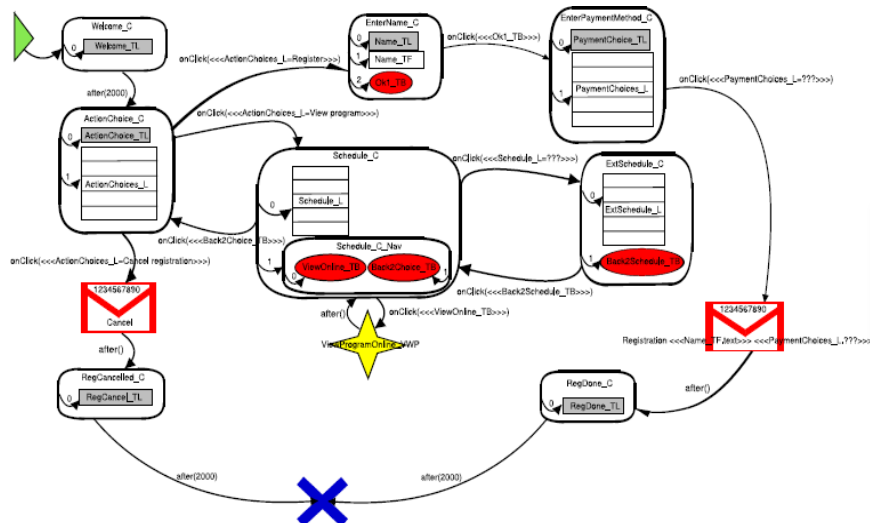 Welcome_C
0
Welcome_TL
after(2000)
ActionChoice_C
0
ActionChoice_TL
1
ActionChoices_L
onClick(<<<ActionChoices_L=Register>>>)
EnterName_C
0
Name_TL
1
Name_TF
2
Ok1_TB
onClick(<<<Ok1_TB>>>)
EnterPaymentMethod_C
0
PaymentChoice_TL
1
PaymentChoices_L
onClick(<<<PaymentChoices_L=???>>>)
onClick(<<<ActionChoices_L=View program>>>)
Schedule_C
0
Schedule_L
Schedule_C_Nav
1
0
ViewOnline_TB
Back2Choice_TB
1
onClick(<<<Schedule_L=???>>>)
ExtSchedule_C
0
ExtSchedule_L
1
Back2Schedule_TB
onClick(<<<Back2Schedule_TB>>>)
onClick(<<<Back2Choice_TB>>>)
onClick(<<<ActionChoices_L=Cancel registration>>>)
1234567890
Cancel
after()
onClick(<<<ViewOnline_TB>>>)
after()
ViewProgramOnline_VWP
1234567890
Registration <<<Name_TF.text>>> <<<PaymentChoices_L.???>>>
after()
RegCancelled_C
0
RegCancel_TL
RegDone_C
0
RegDone_TL
after(2000)
after(2000)